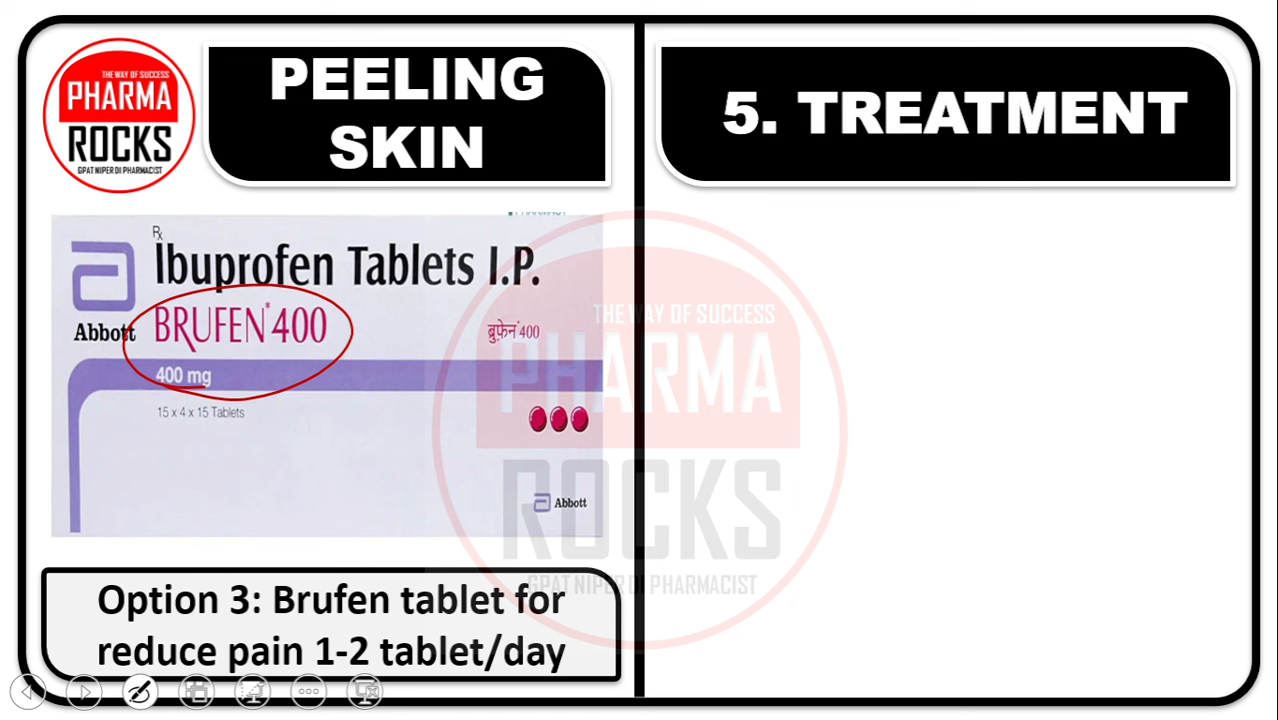 THE WAY OF SUCCESS
PHARMA
ROCKS
GPAT NIPER DI PHARMACIST
PEELING
SKIN
5. TREATMENT
Rx
Ibuprofen Tablets I.P.
Abbott
BRUFEN*400
ब्रुफेन*400
400 mg
15 x 4 x 15 Tablets
Abbott
THE WAY OF SUCCESS
PHARMA
ROCKS
GPAT NIPER DI PHARMACIST
Option 3: Brufen tablet for
reduce pain 1-2 tablet/day